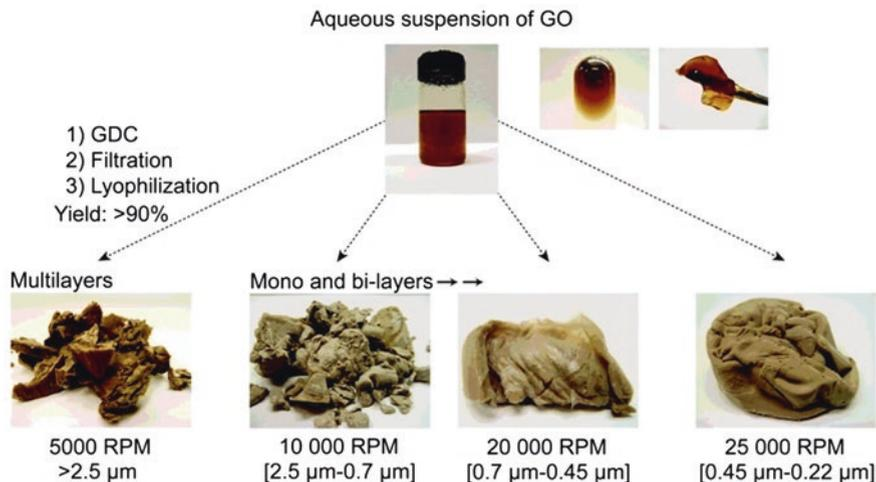 Aqueous suspension of GO
1) GDC
2) Filtration
3) Lyophilization
Yield: >90%
Multilayers
Mono and bi-layers→→
5000 RPM
>2.5 µm
10 000 RPM
[2.5 µm-0.7 µm]
20 000 RPM
[0.7 µm-0.45 µm]
25 000 RPM
[0.45 µm-0.22 µm]